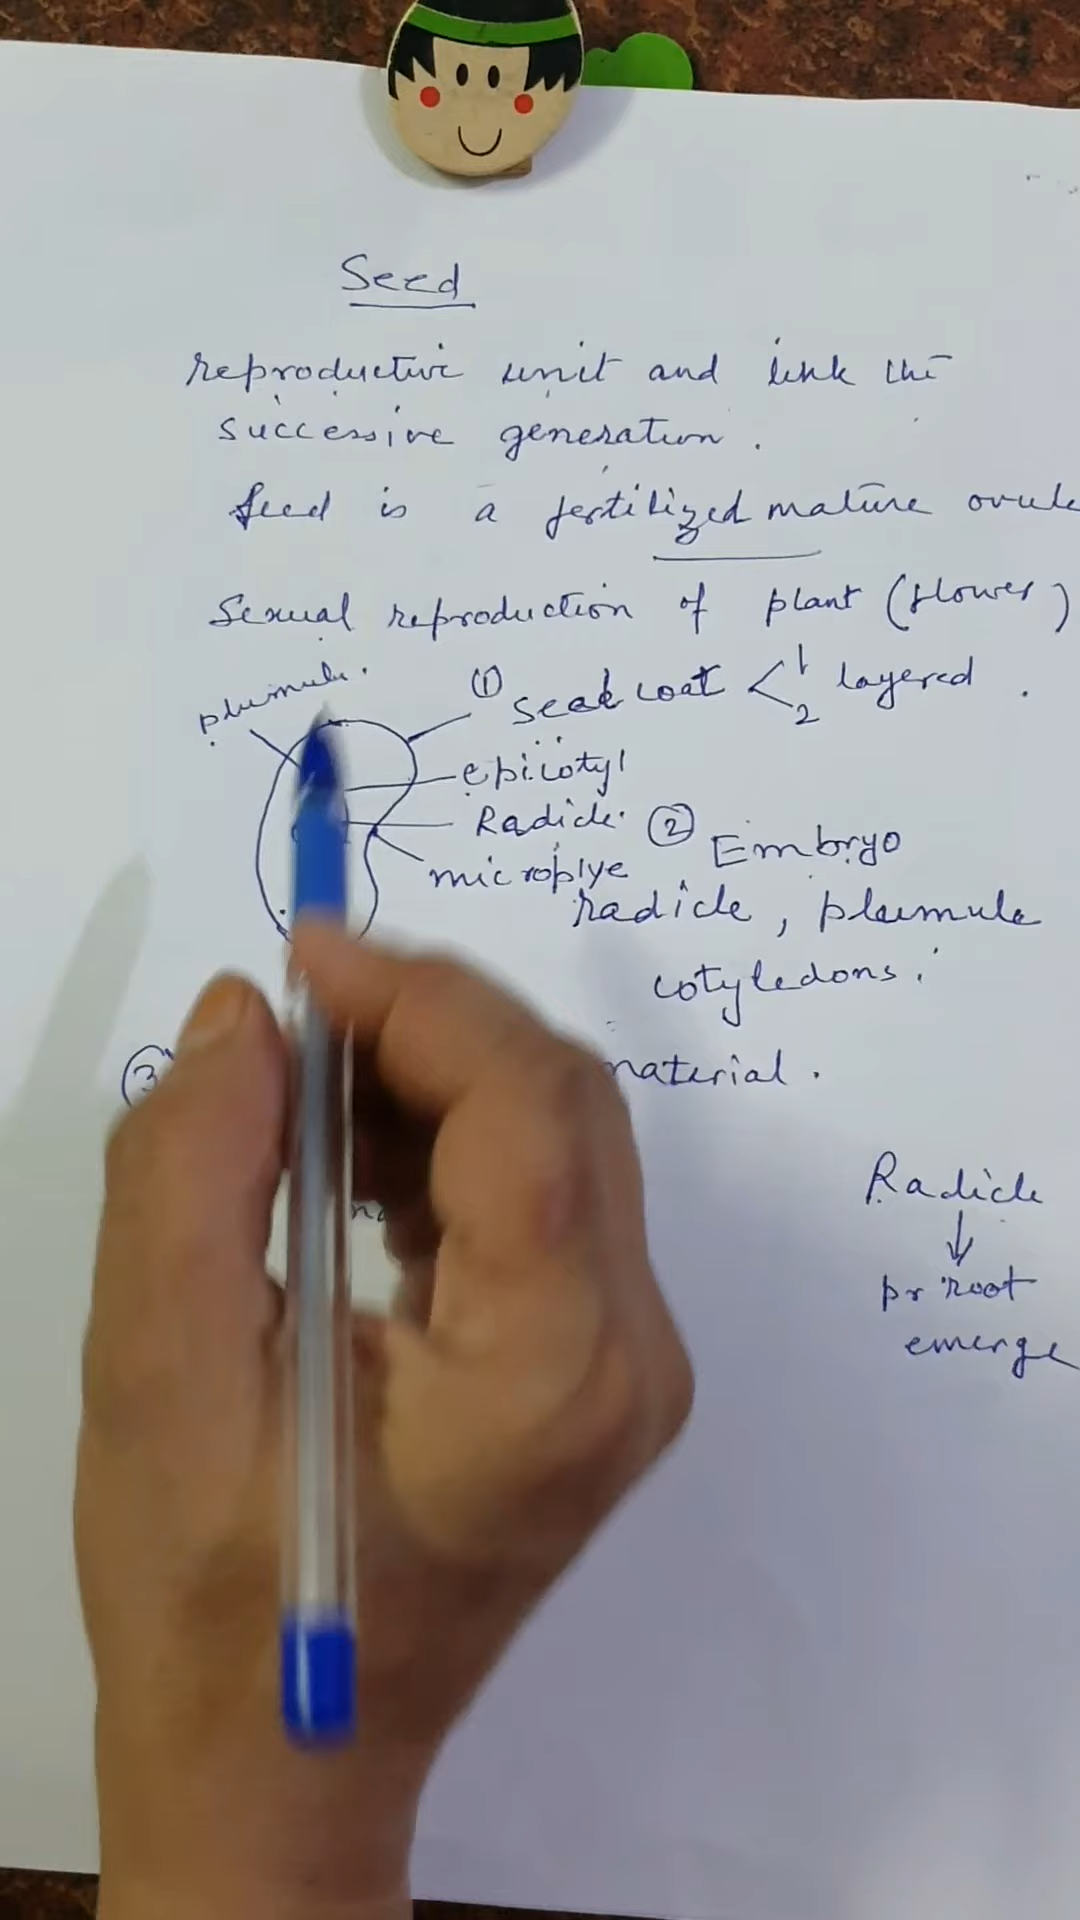 Seed
reproductive unit and link the
successive generation.
Seed is a fertilized mature ovule
Sexual reproduction of plant (flower)
plumule.
① Seed coat < 1 2 layered.
epicotyl
Radicle.
② Embryo
microplye
radicle, plumule
cotyledons.
③
material.
Radicle
↓
pr root
emerge